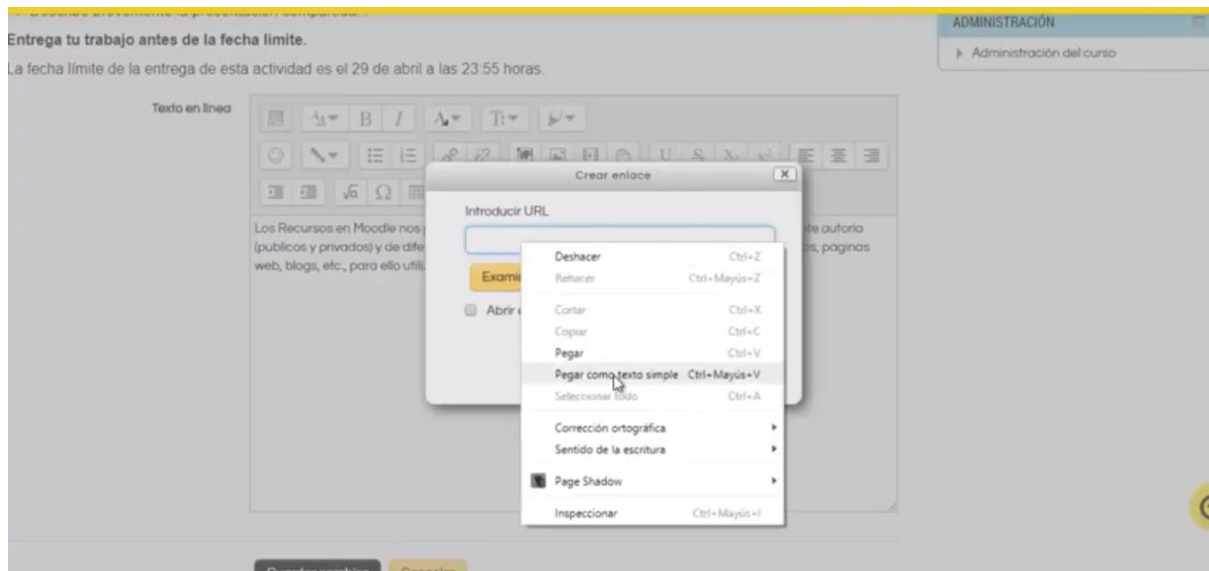 ADMINISTRACIÓN
Entrega tu trabajo antes de la fecha limite.
Administración del curso
La fecha límite de la entrega de esta actividad es el 29 de abril a las 23:55 horas.
Texto en línea
B I
U S
Crear enlace
X
Introducir URL
Los Recursos en Moodle nos
te autoria
(públicos y privados) y de dife
os, paginas
web, blogs, etc., para ello utili
Deshacer Ctrl+Z
Rehacer Ctrl+Mayús+Z
Abrir
Cortar Ctrl+X
Copiar Ctrl+C
Pegar Ctrl+V
Pegar como texto simple Ctrl+Mayús+V
Seleccionar todo Ctrl+A
Corrección ortográfica
Sentido de la escritura
Page Shadow
Inspeccionar Ctrl+Mayús+I